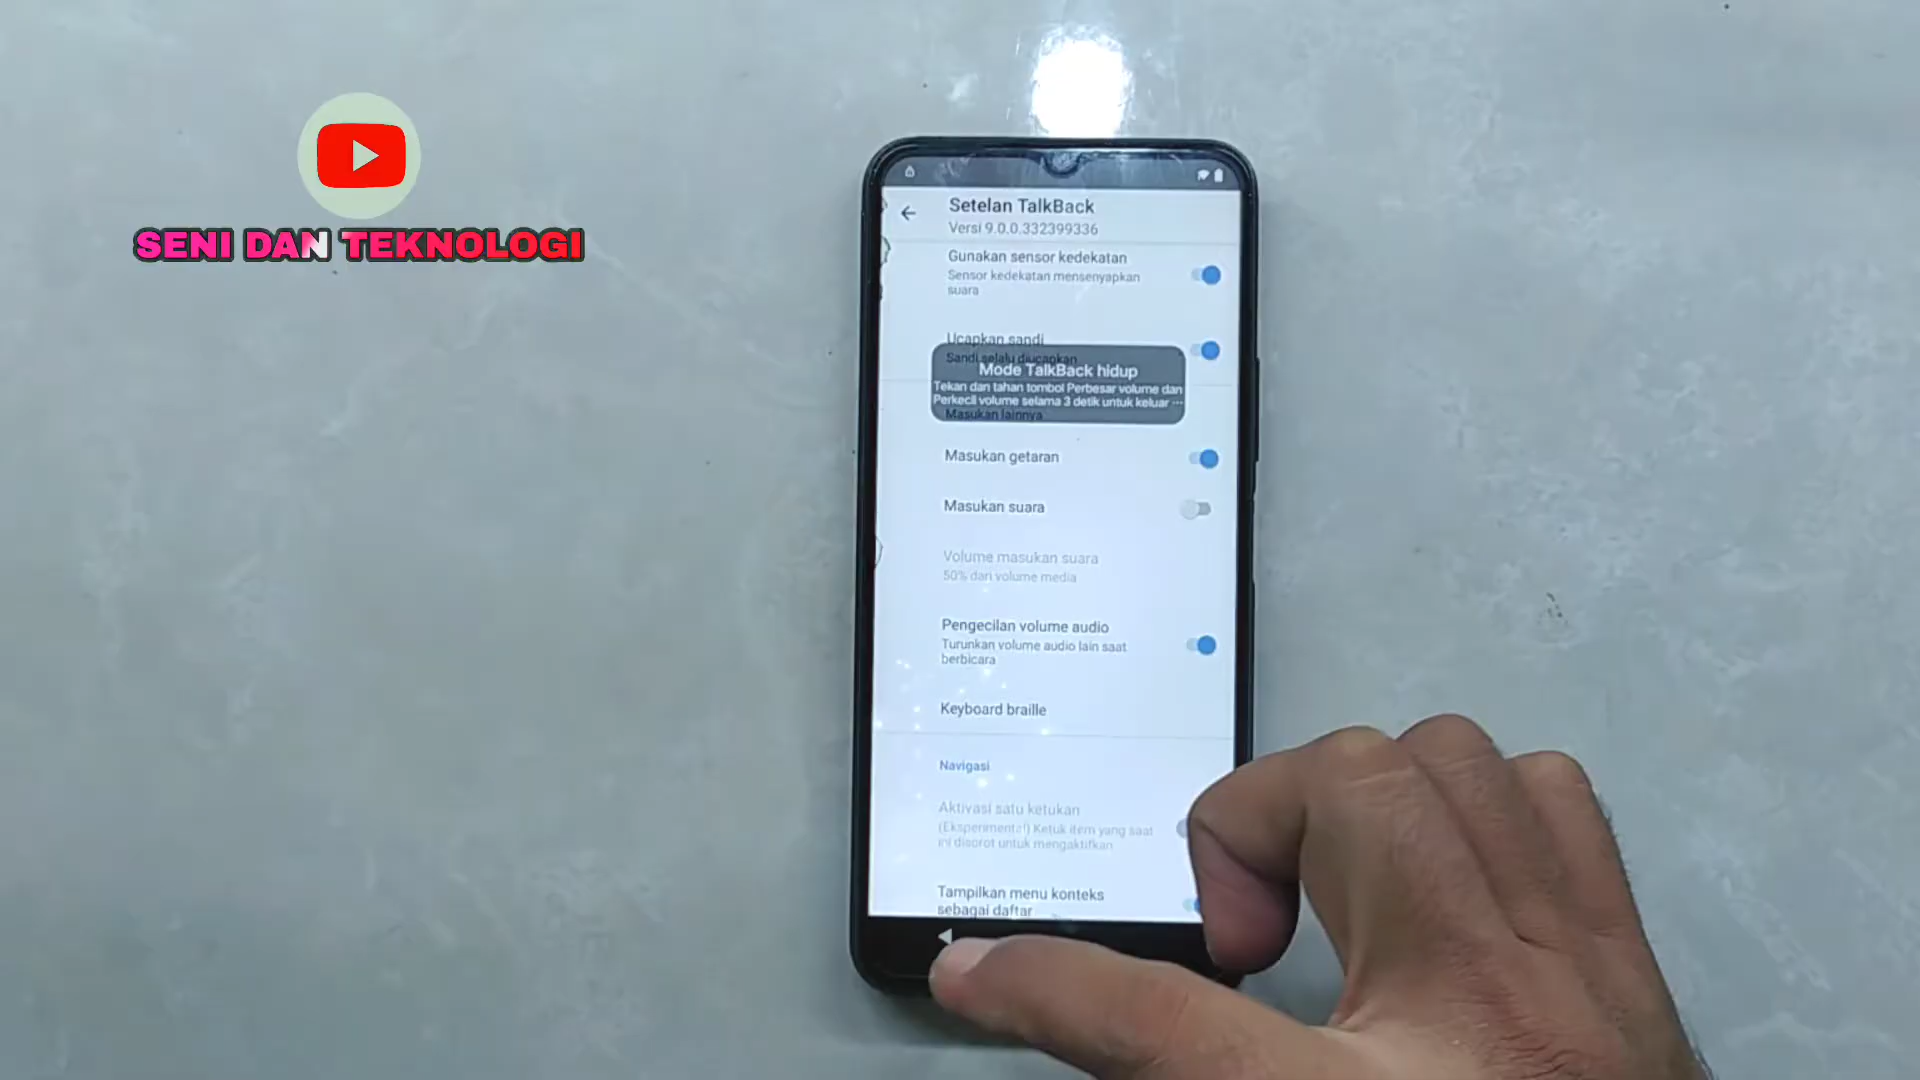 SENI DAN TEKNOLOGI
Setelan TalkBack
Versi 9.0.0.332399336
Gunakan sensor kedekatan
Sensor kedekatan mensenyapkan
suara
Ucapkan sandi
Sandi selalu diucapkan
Mode TalkBack hidup
Tekan dan tahan tombol Perbesar volume dan
Perkecil volume selama 3 detik untuk keluar ...
Masukan lainnya
Masukan getaran
Masukan suara
Volume masukan suara
50% dari volume media
Pengecilan volume audio
Turunkan volume audio lain saat
berbicara
Keyboard braille
Navigasi
Aktivasi satu ketukan
(Eksperimental) Ketuk item yang saat
ini disorot untuk mengaktifkan
Tampilkan menu konteks
sebagai daftar